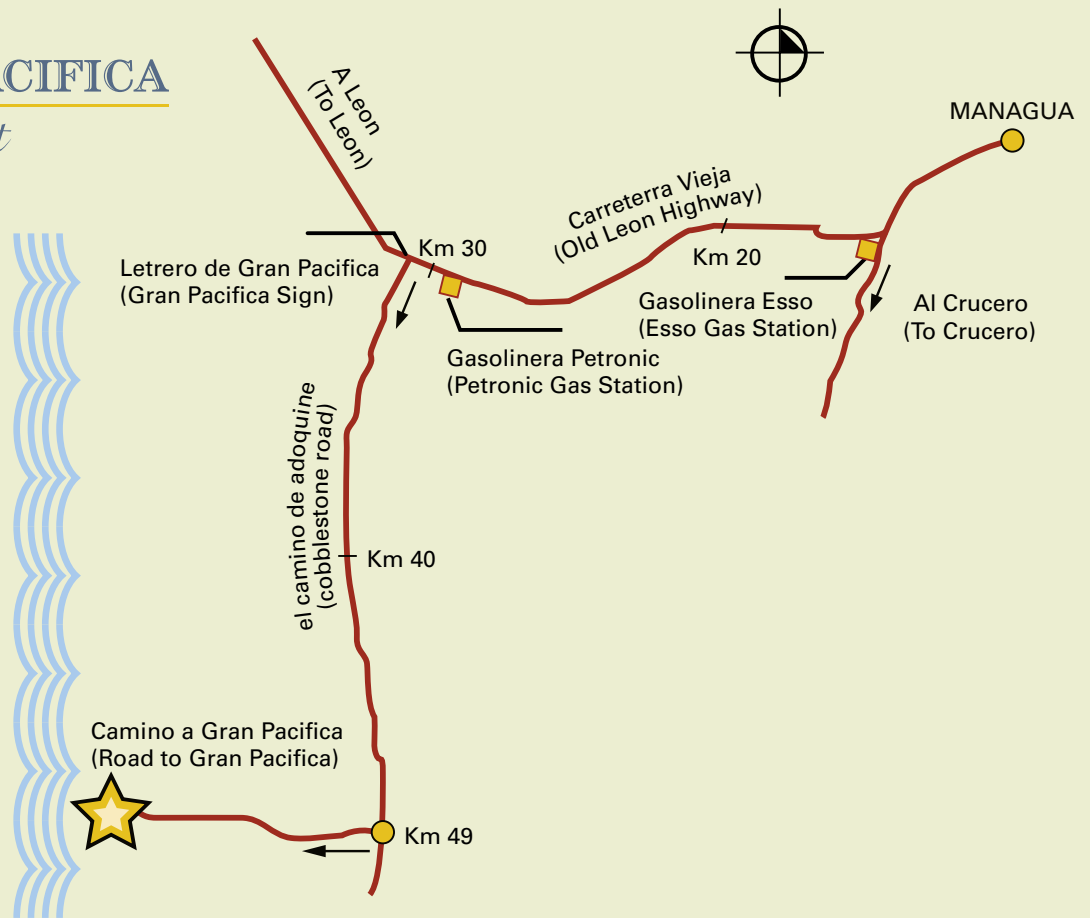 CIFICA
t
MANAGUA
A Leon
(To Leon)
Carreterra Vieja
(Old Leon Highway)
Km 30
Km 20
Letrero de Gran Pacifica
(Gran Pacifica Sign)
Gasolinera Esso
(Esso Gas Station)
Al Crucero
(To Crucero)
Gasolinera Petronic
(Petronic Gas Station)
el camino de adoquine
(cobblestone road)
Km 40
Camino a Gran Pacifica
(Road to Gran Pacifica)
Km 49